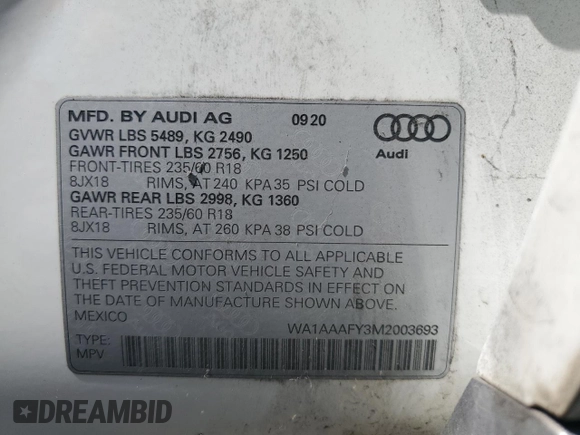 MFD. BY AUDI AG 09 20
GVWR LBS 5489, KG 2490
GAWR FRONT LBS 2756, KG 1250
FRONT-TIRES 235/60 R18
8JX18 RIMS, AT 240 KPA 35 PSI COLD
GAWR REAR LBS 2998, KG 1360
REAR-TIRES 235/60 R18
8JX18 RIMS, AT 260 KPA 38 PSI COLD
Audi
THIS VEHICLE CONFORMS TO ALL APPLICABLE
U.S. FEDERAL MOTOR VEHICLE SAFETY AND
THEFT PREVENTION STANDARDS IN EFFECT ON
THE DATE OF MANUFACTURE SHOWN ABOVE.
MEXICO
WA1AAAFY3M2003693
TYPE:
MPV
DREAMBID